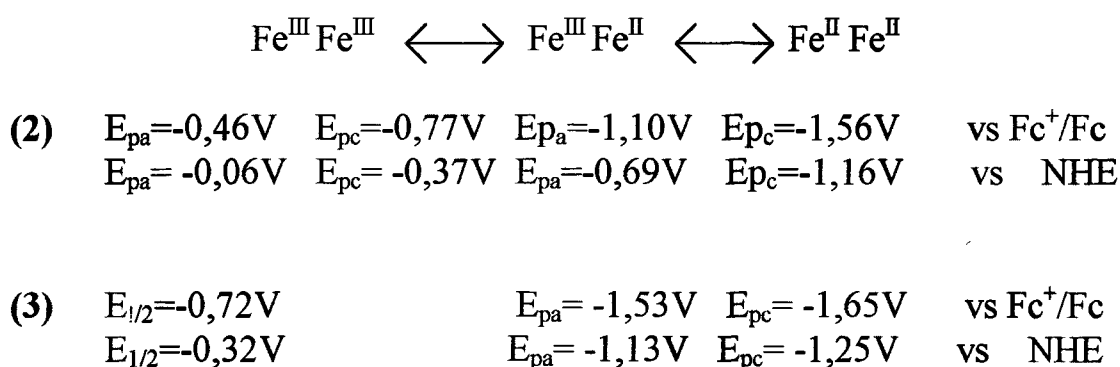 Fe^III Fe^III ⟷ Fe^III Fe^II ⟷ Fe^II Fe^II
(2) E_pa=-0,46V E_pc=-0,77V Ep_a=-1,10V Ep_c=-1,56V vs Fc^+/Fc
E_pa= -0,06V E_pc= -0,37V E_pa=-0,69V Ep_c=-1,16V vs NHE
(3) E_!/2=-0,72V E_pa= -1,53V E_pc= -1,65V vs Fc^+/Fc
E_1/2=-0,32V E_pa= -1,13V E_pc= -1,25V vs NHE